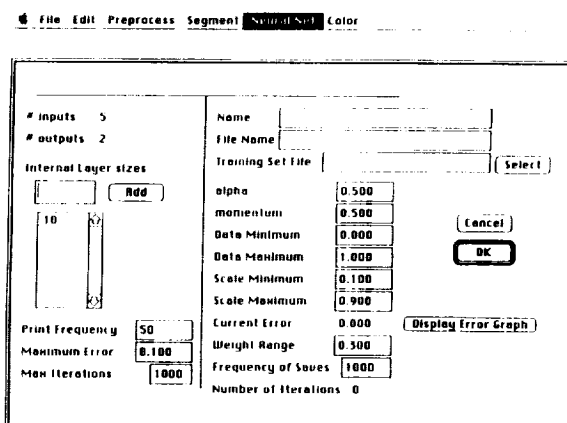 File Edit Preprocess Segment Neural Net Color
# inputs 5
# outputs 2
Internal Layer sizes
Add
10
Print Frequency 50
Maximum Error 0.100
Max Iterations 1000
Name
File Name
Training Set File Select
alpha 0.500
momentum 0.500
Data Minimum 0.000
Data Maximum 1.000
Scale Minimum 0.100
Scale Maximum 0.900
Current Error 0.000 Display Error Graph
Weight Range 0.300
Frequency of Saves 1000
Number of Iterations 0
Cancel
OK